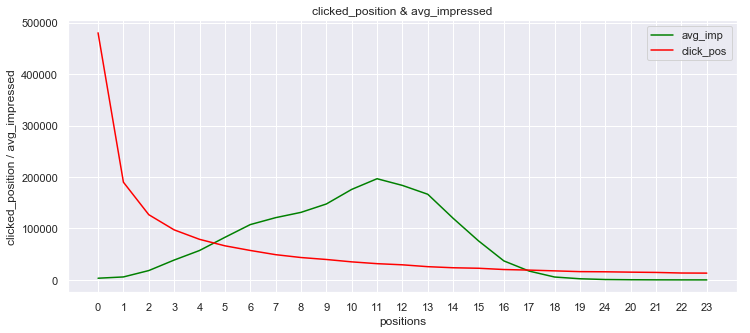 clicked_position & avg_impressed
clicked_position / avg_impressed
500000
400000
300000
200000
100000
0
avg_imp
click_pos
0 1 2 3 4 5 6 7 8 9 10 11 12 13 14 15 16 17 18 19 24 20 21 22 23
positions